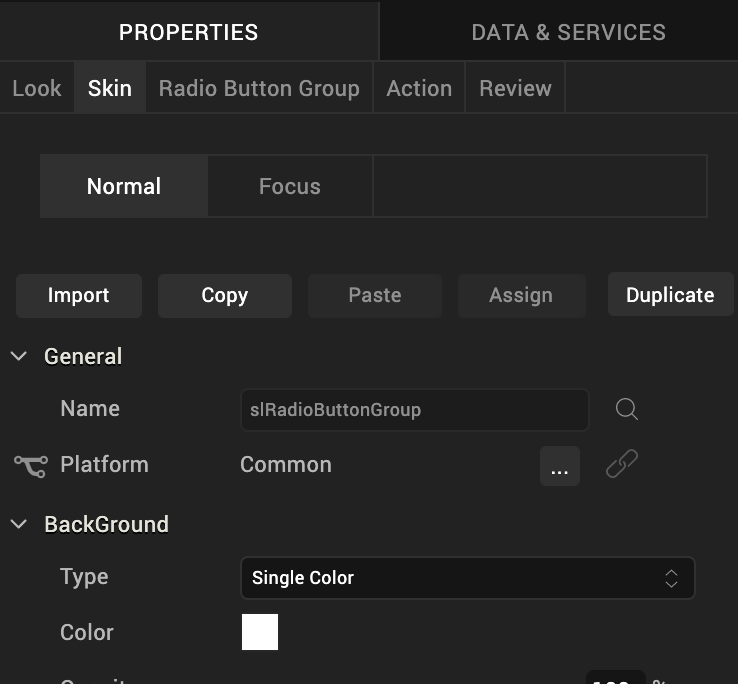 PROPERTIES DATA & SERVICES
Look Skin Radio Button Group Action Review
Normal Focus
Import Copy Paste Assign Duplicate
General
Name slRadioButtonGroup
Platform Common ...
BackGround
Type Single Color
Color